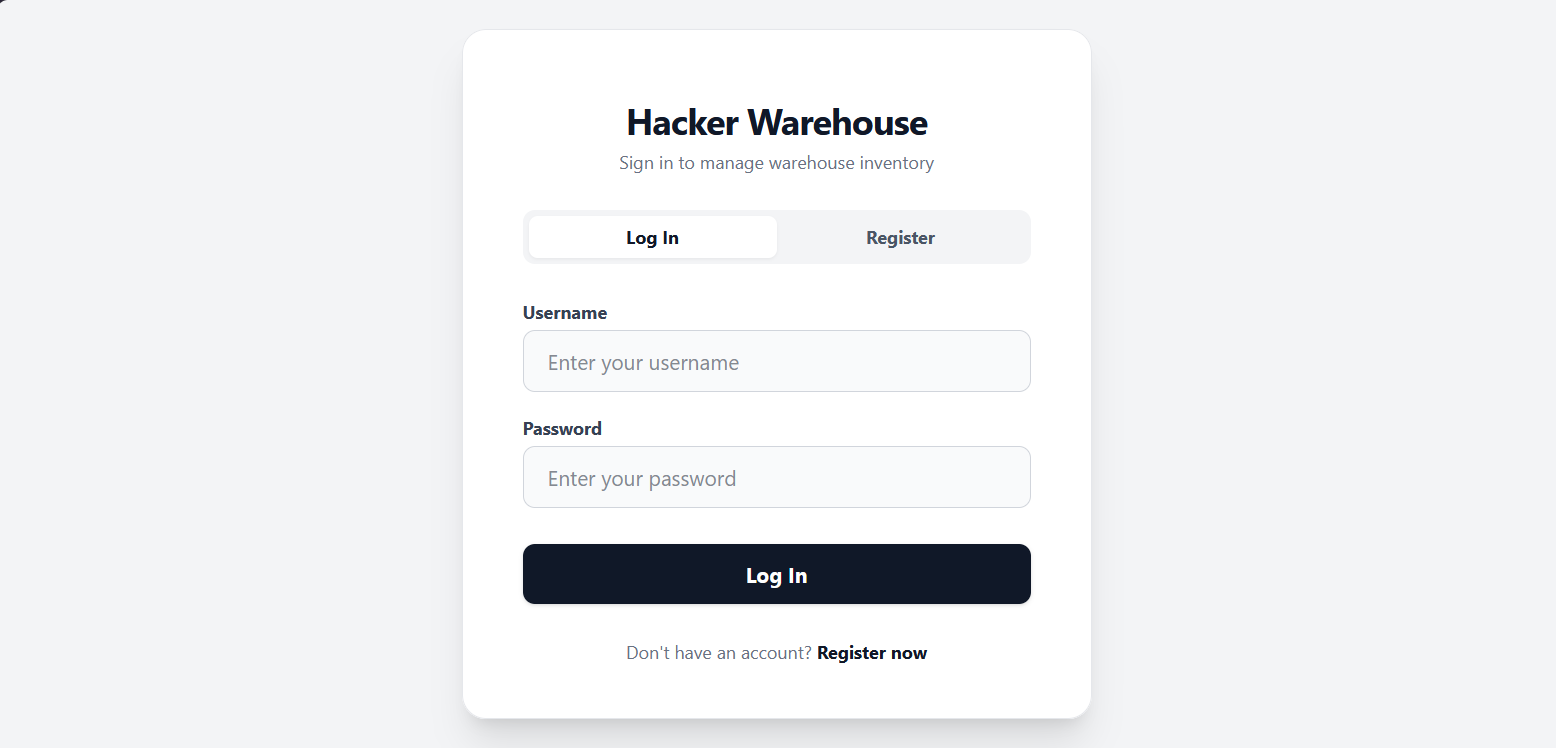 Hacker Warehouse
Sign in to manage warehouse inventory
Log In
Register
Username
Enter your username
Password
Enter your password
Log In
Don't have an account? Register now